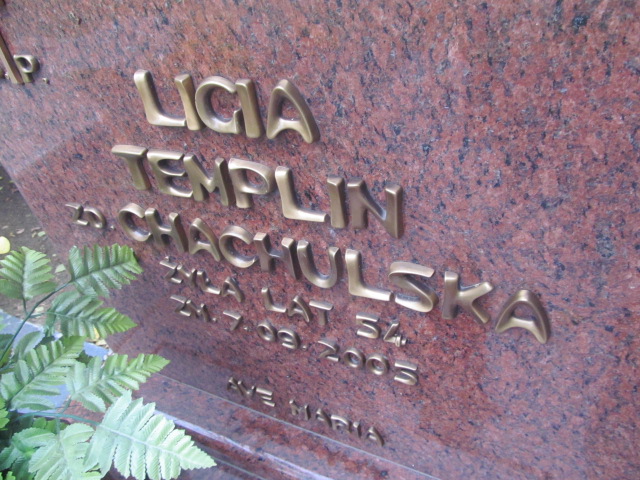 LIGIA
TEMPLIN
ZD. CHACHULSKA
ŻYŁA LAT 54
ZM. 7.09.2005
AVE MARIA